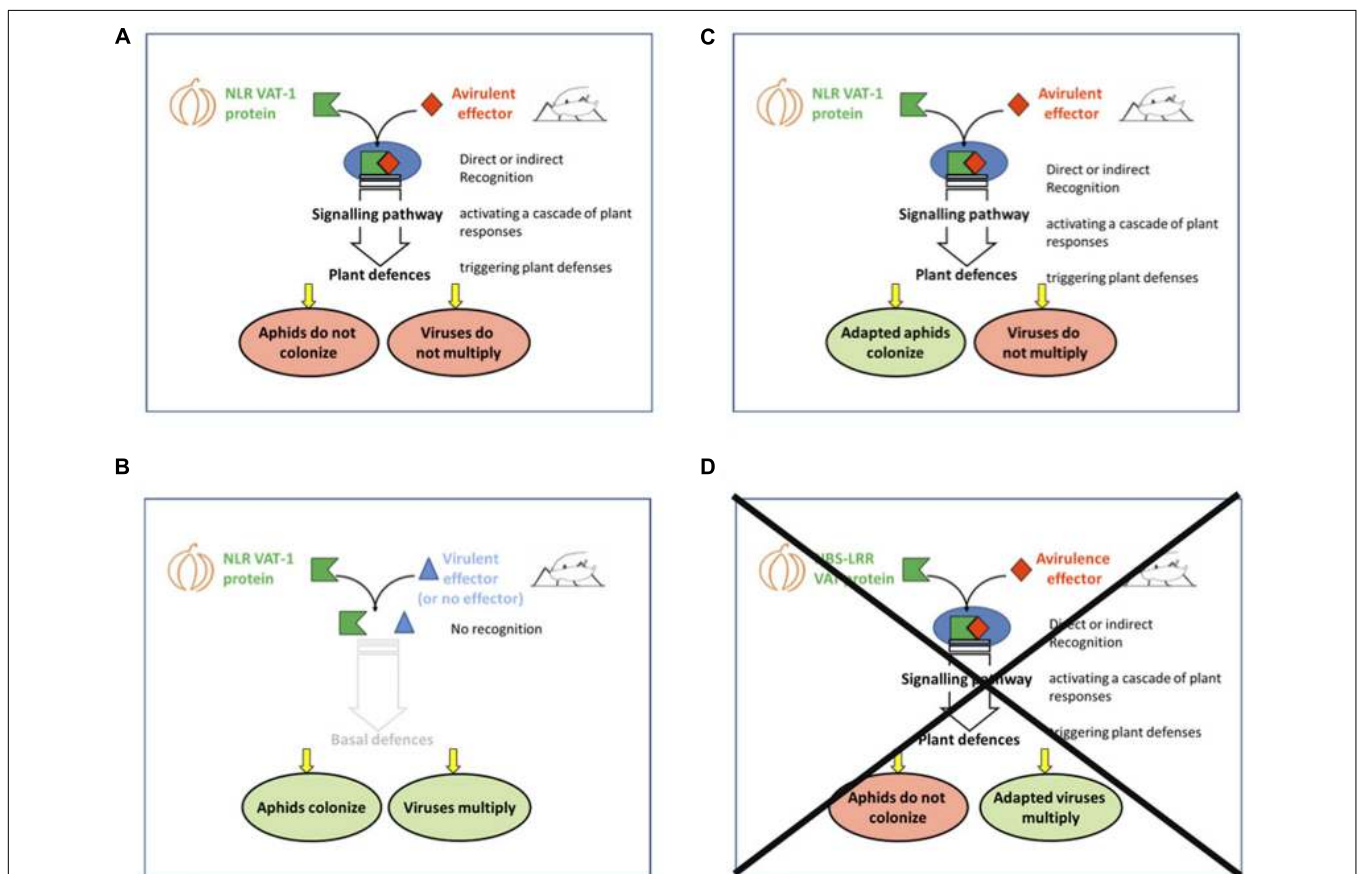 A
NLR VAT-1
protein
Avirulent
effector
Direct or indirect
Recognition
Signalling pathway
activating a cascade of plant
responses
Plant defences
triggering plant defenses
Aphids do not
colonize
Viruses do
not multiply
C
NLR VAT-1
protein
Avirulent
effector
Direct or indirect
Recognition
Signalling pathway
activating a cascade of plant
responses
Plant defences
triggering plant defenses
Adapted aphids
colonize
Viruses do
not multiply
B
NLR VAT-1
protein
Virulent
effector
(or no effector)
No recognition
Basal defences
Aphids colonize
Viruses multiply
D
NBS-LRR
VAT protein
Avirulence
effector
Direct or indirect
Recognition
Signalling pathway
activating a cascade of plant
responses
Plant defences
triggering plant defenses
Aphids do not
colonize
Adapted viruses
multiply